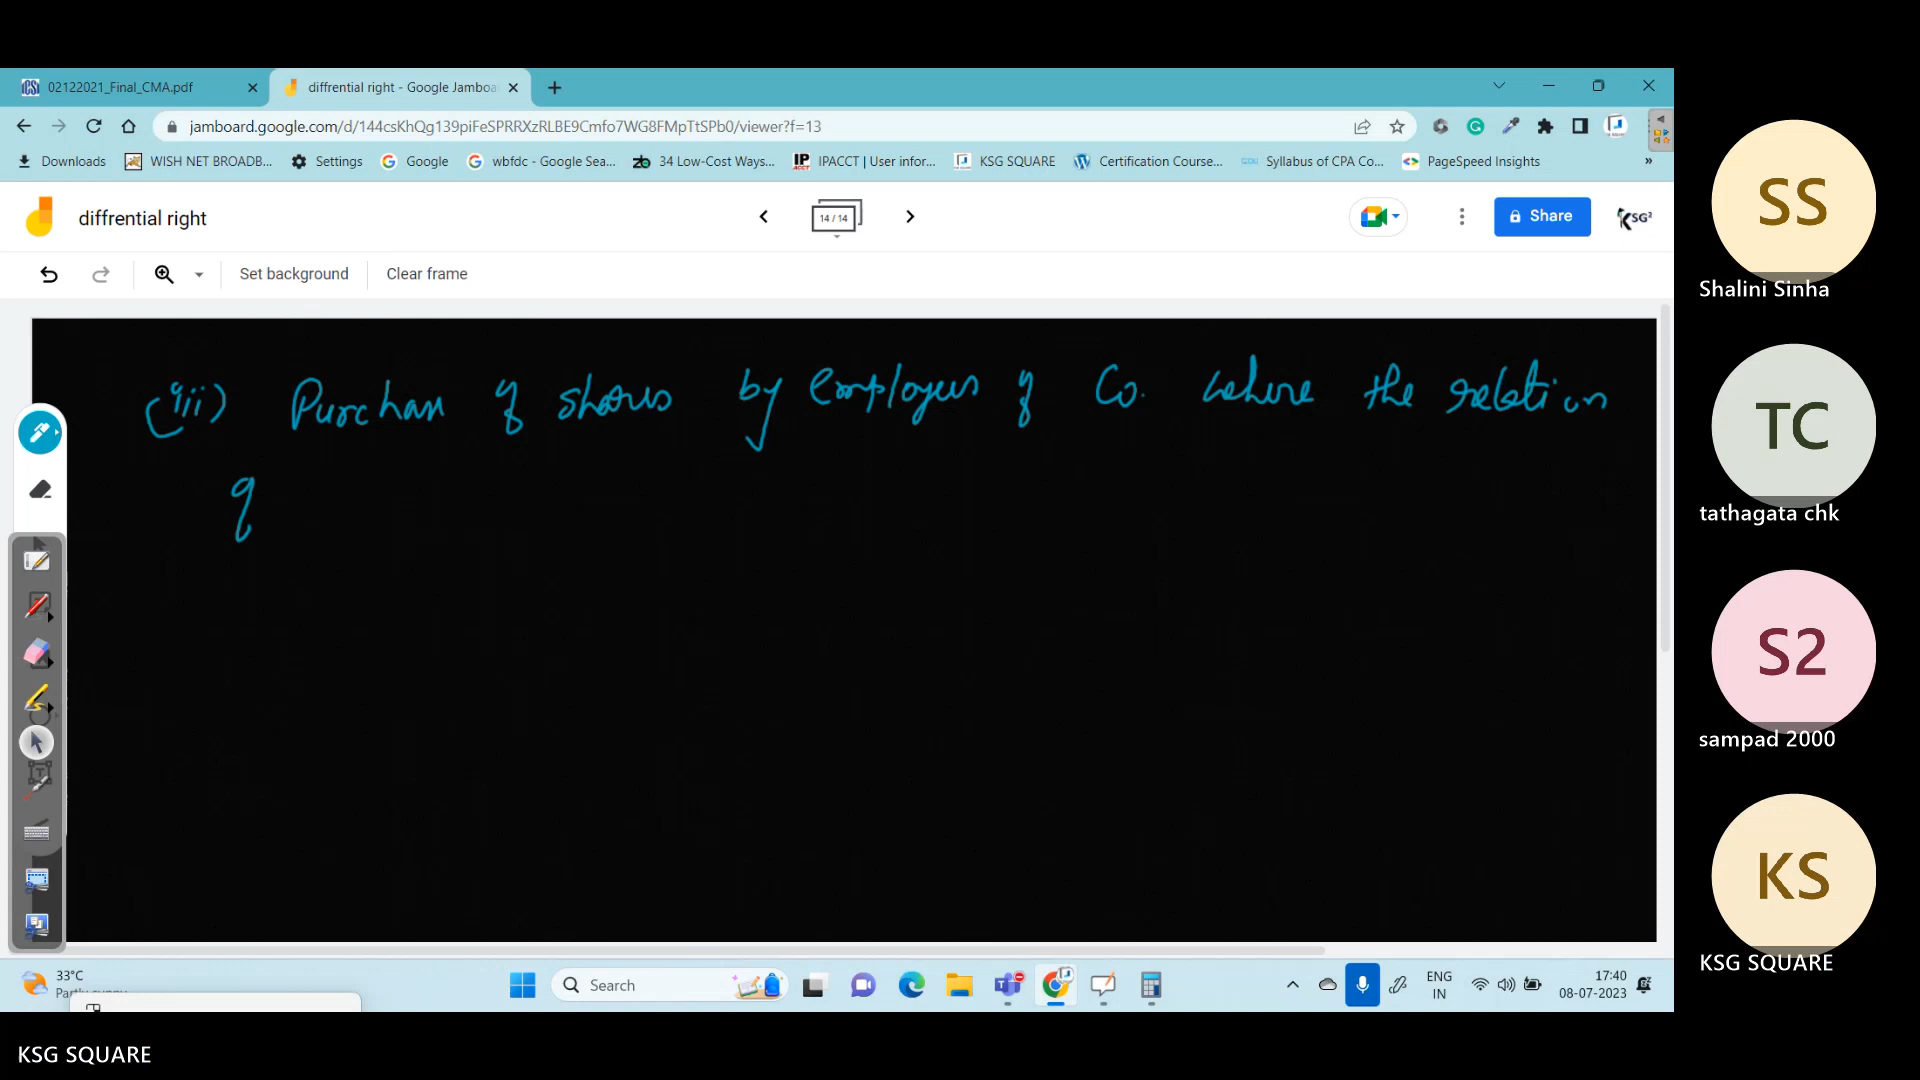 02122021_Final_CMA.pdf
diffrential right - Google Jamboa
jamboard.google.com/d/144csKhQg139piFeSPRRXzRLBE9Cmfo7WG8FMpTtSPb0/viewer?f=13
Downloads WISH NET BROADB... Settings Google wbfdc - Google Sea... 34 Low-Cost Ways... IPACCT | User infor... KSG SQUARE Certification Course... Syllabus of CPA Co... PageSpeed Insights »
diffrential right
14 / 14
Share
KSG²
Set background Clear frame
(iii) Purchase of shares by employees of Co. where the relation
of
33°C
Partly sunny
Search
ENG
IN
17:40
08-07-2023
SS
Shalini Sinha
TC
tathagata chk
S2
sampad 2000
KS
KSG SQUARE
KSG SQUARE